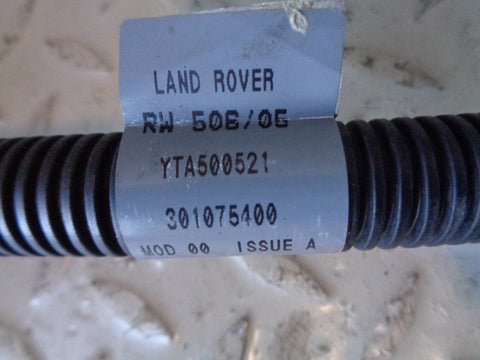 LAND ROVER
RW 506/05
YTA500521
301075400
MOD 00 ISSUE A